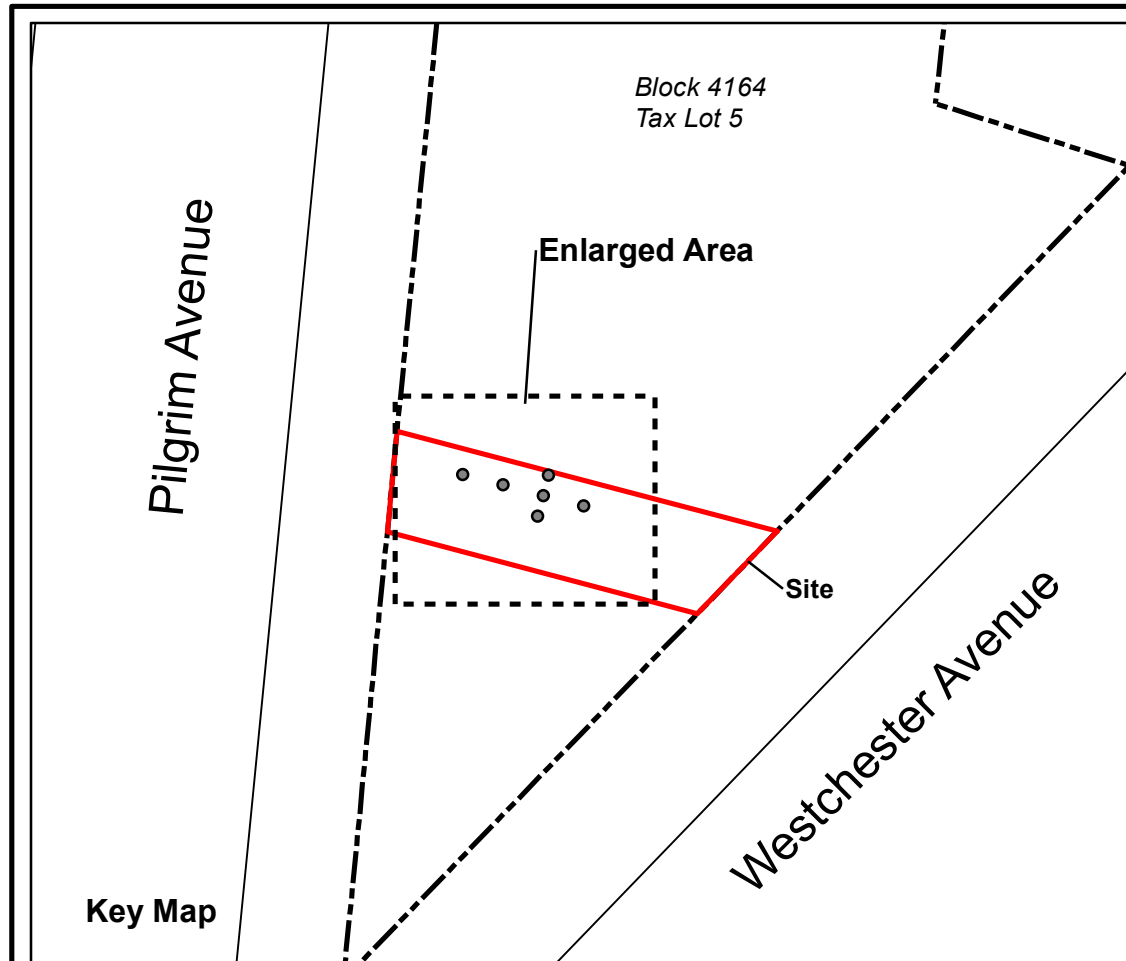 Block 4164
Tax Lot 5
Pilgrim Avenue
Enlarged Area
Site
Westchester Avenue
Key Map